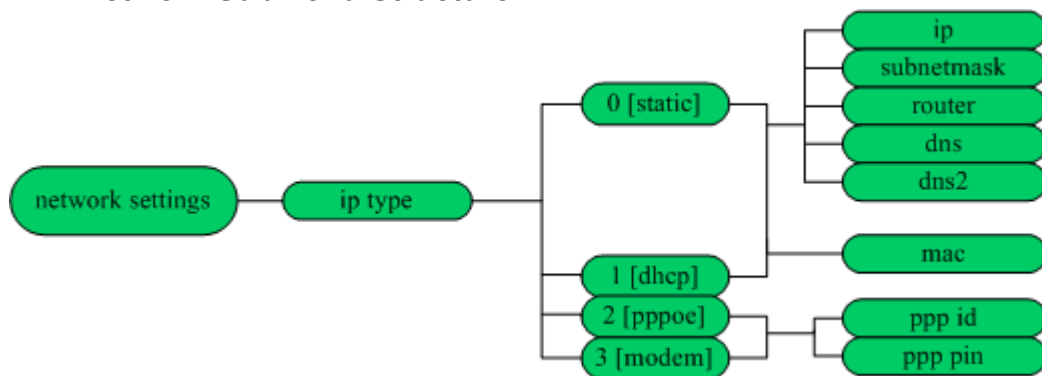 ip
subnetmask
0 [static]
router
dns
dns2
network settings
ip type
mac
1 [dhcp]
2 [pppoe]
ppp id
3 [modem]
ppp pin